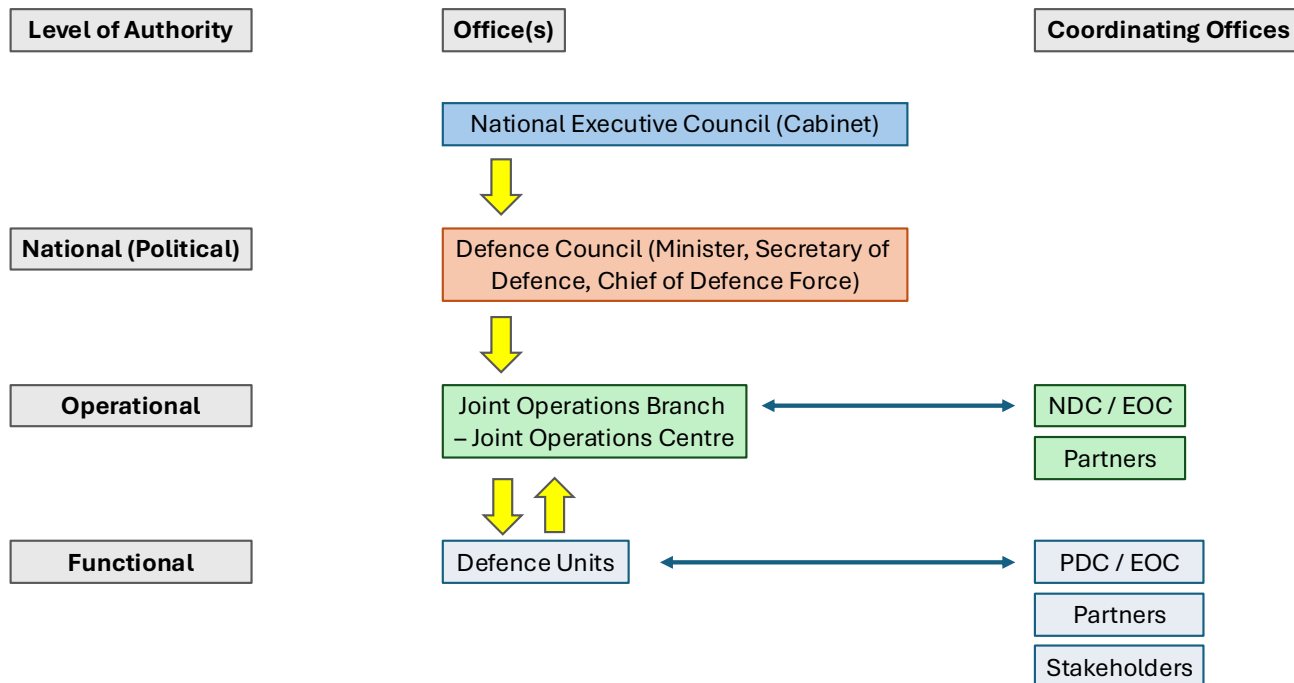 Level of Authority
Office(s)
Coordinating Offices
National Executive Council (Cabinet)
National (Political)
Defence Council (Minister, Secretary of
Defence, Chief of Defence Force)
Operational
Joint Operations Branch
– Joint Operations Centre
NDC / EOC
Partners
Functional
Defence Units
PDC / EOC
Partners
Stakeholders